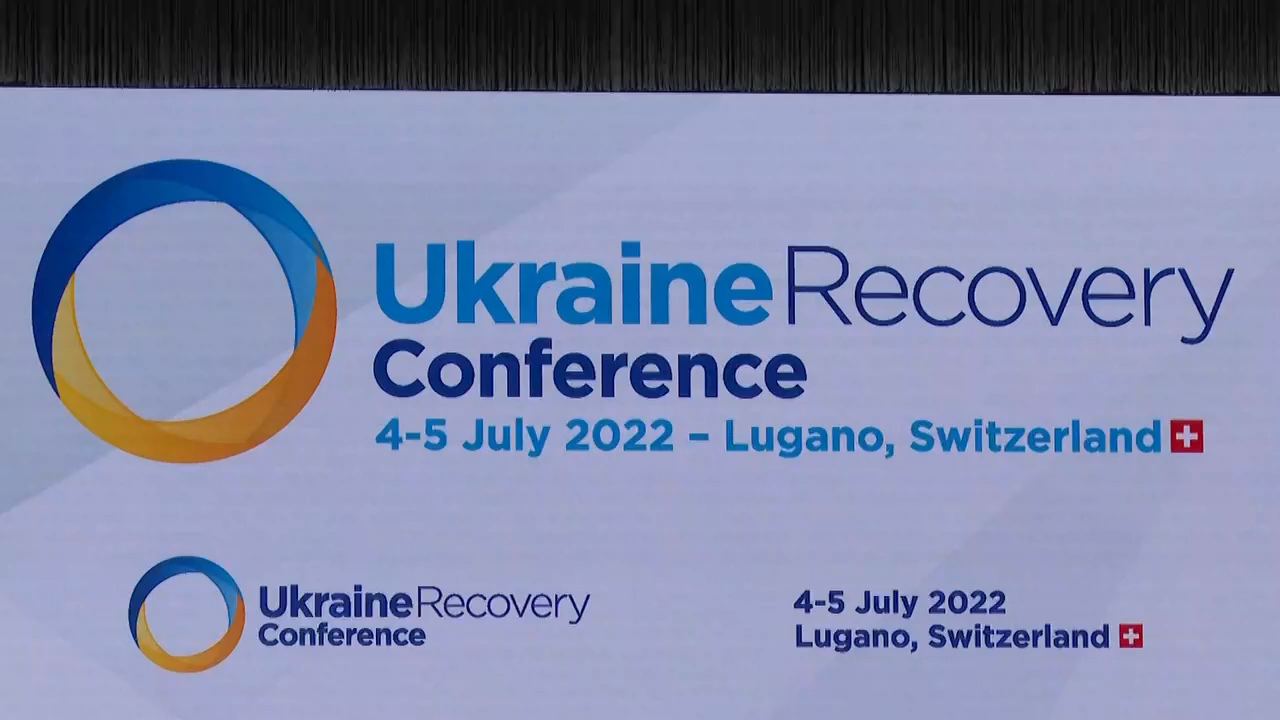 Ukraine Recovery
Conference
4-5 July 2022 – Lugano, Switzerland
Ukraine Recovery
Conference
4-5 July 2022
Lugano, Switzerland